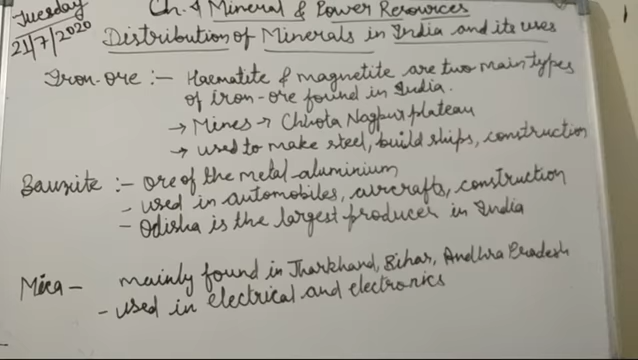 Tuesday
21/7/2020
Ch. 4 Mineral & Power Resources
Distribution of Minerals in India and its uses
Iron-ore :- Haematite & magnetite are two main types
of iron-ore found in India.
→ Mines → Chhota Nagpur plateau
→ used to make steel, build ships, construction
Bauxite :- ore of the metal-aluminium
- used in automobiles, aircrafts, construction
- Odisha is the largest producer in India
Mica - mainly found in Jharkhand, Bihar, Andhra Pradesh
- used in electrical and electronics